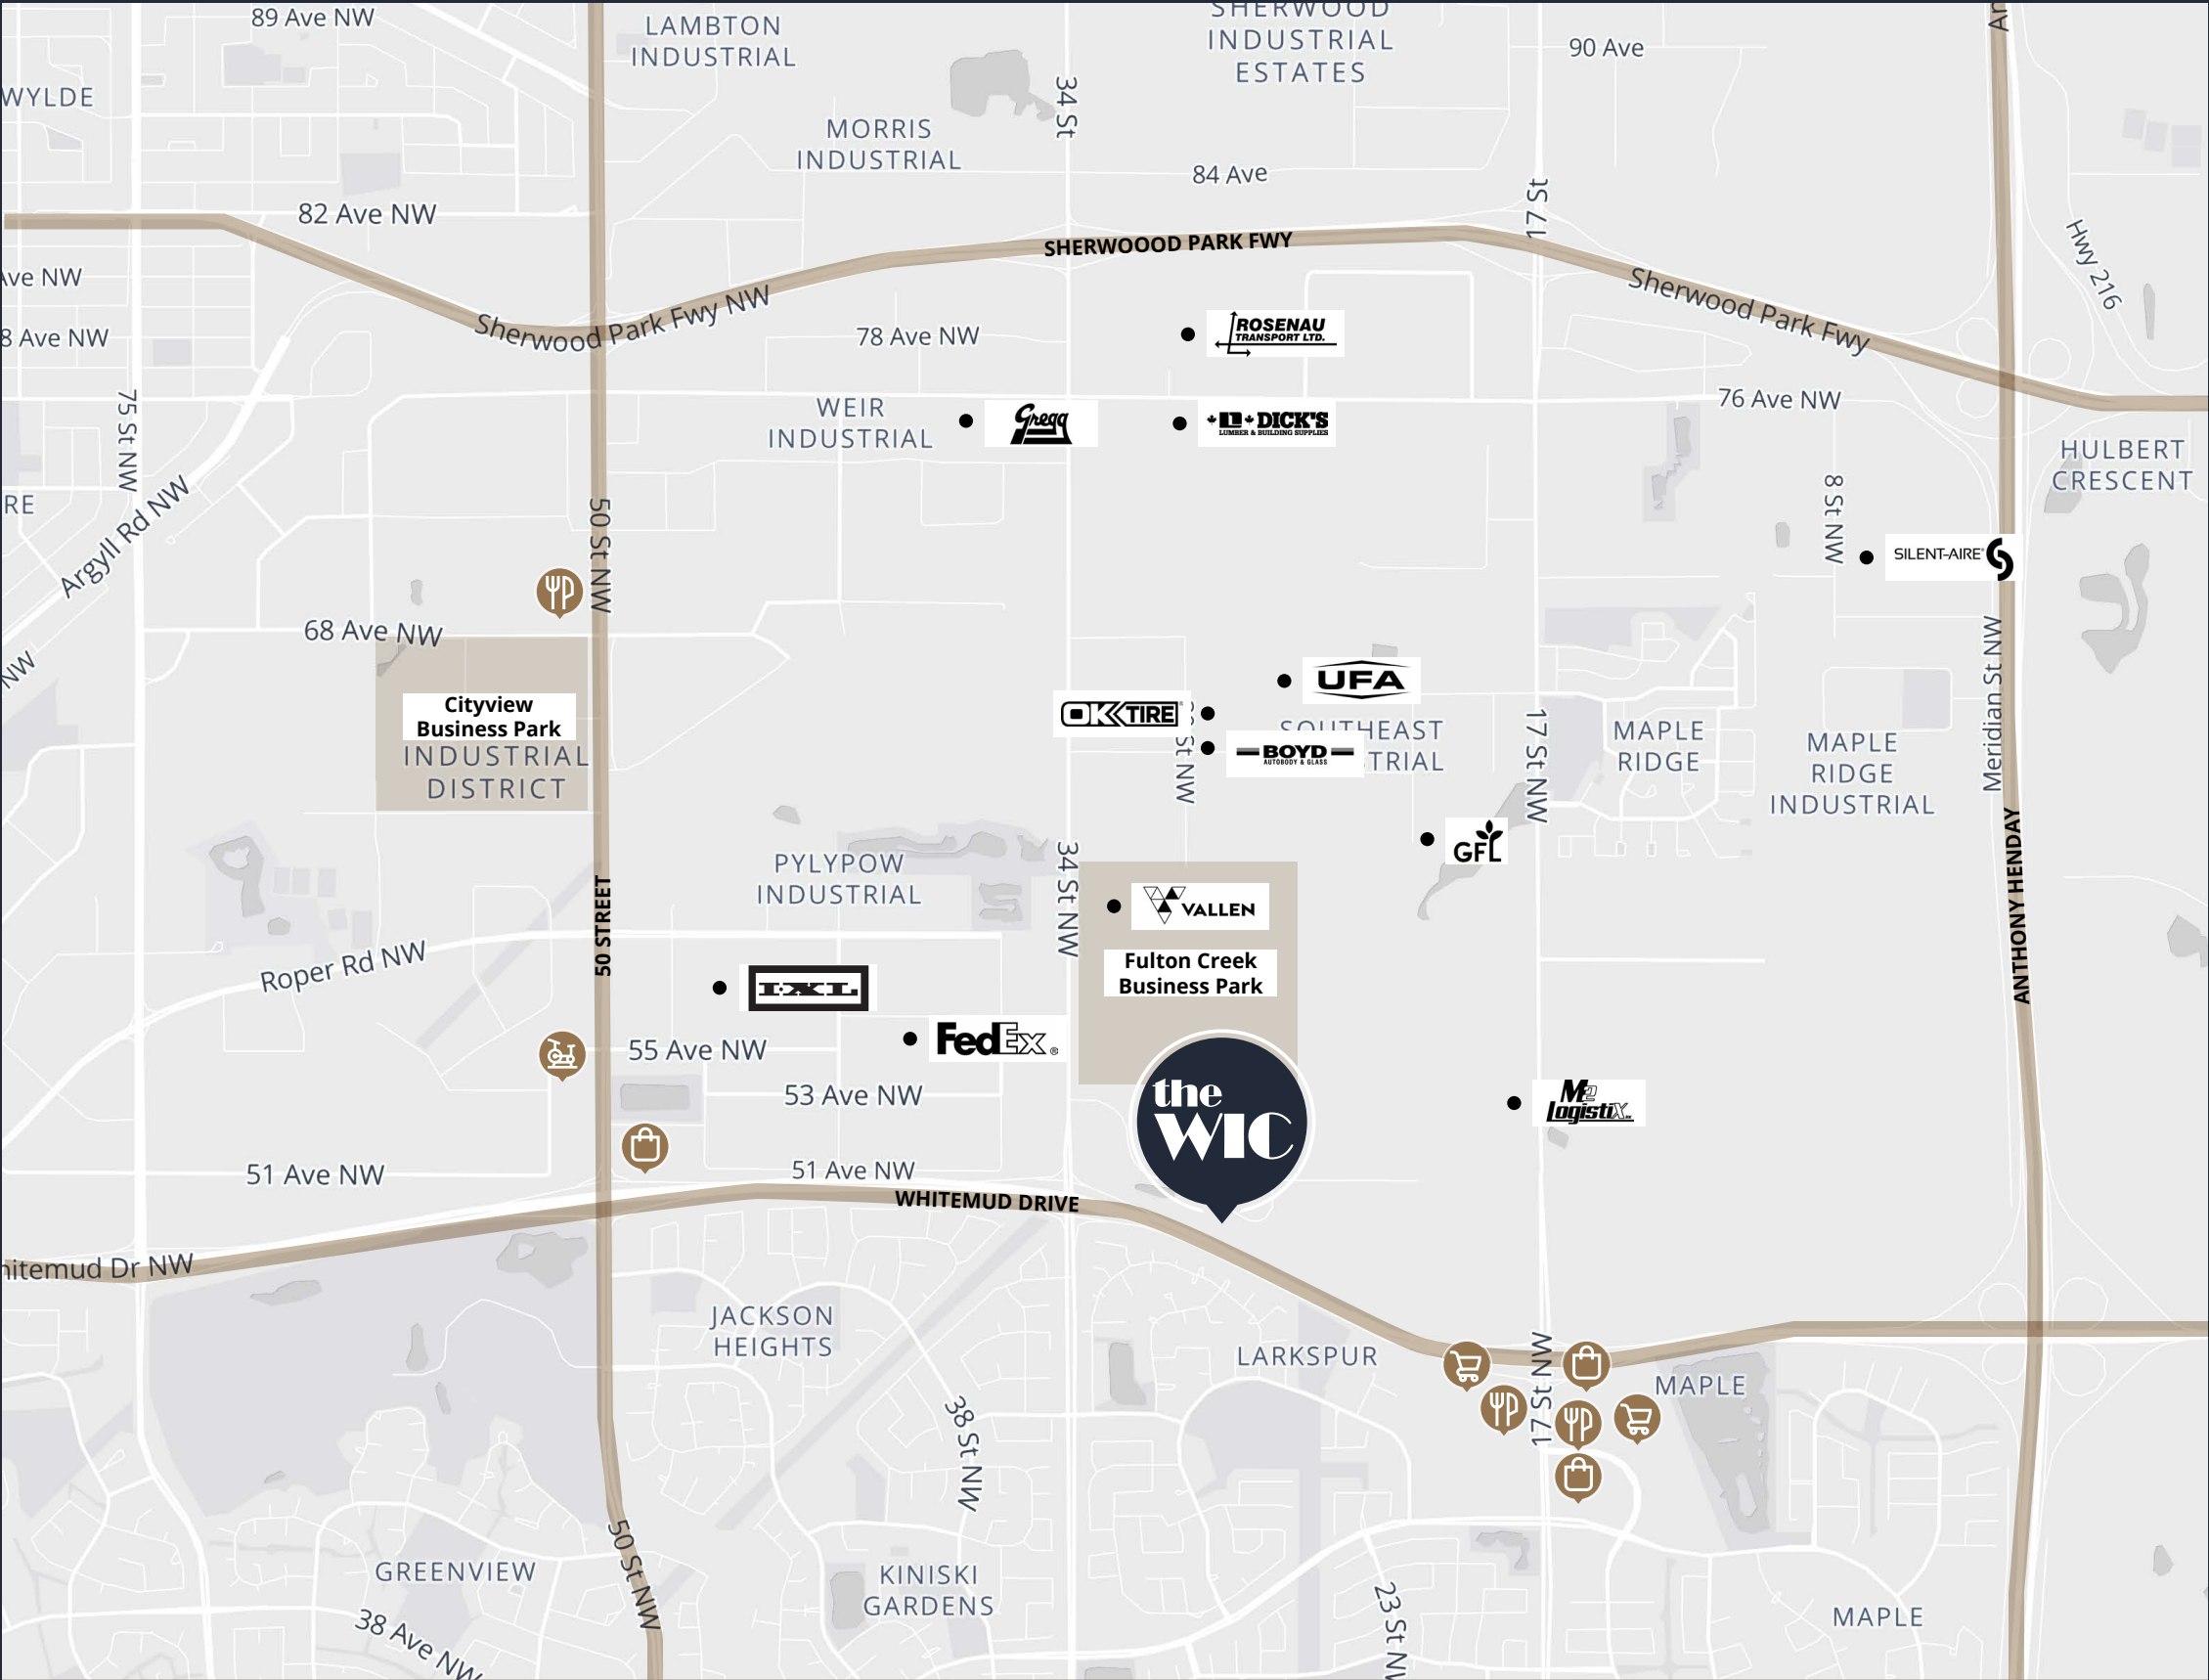 89 Ave NW
LAMBTON
INDUSTRIAL
SHERWOOD
INDUSTRIAL
ESTATES
90 Ave
WYLDE
34 St
MORRIS
INDUSTRIAL
84 Ave
17 St
82 Ave NW
SHERWOOOD PARK FWY
Hwy 216
Ave NW
Sherwood Park Fwy NW
Sherwood Park Fwy
8 Ave NW
78 Ave NW
ROSENAU
TRANSPORT LTD.
75 St NW
WEIR
INDUSTRIAL
Gregg
DICK'S
LUMBER & BUILDING SUPPLIES
76 Ave NW
HULBERT
CRESCENT
RE
Argyll Rd NW
50 St NW
8 St NW
SILENT-AIRE
68 Ave NW
NW
Meridian St NW
Cityview
Business Park
INDUSTRIAL
DISTRICT
UFA
OK TIRE
St NW
SOUTHEAST
TRIAL
BOYD
AUTOBODY & GLASS
17 St NW
MAPLE
RIDGE
MAPLE
RIDGE
INDUSTRIAL
GFL
PYLYPOW
INDUSTRIAL
34 St NW
VALLEN
50 STREET
ANTHONY HENDAY
Roper Rd NW
Fulton Creek
Business Park
I-XL
FedEx®
55 Ave NW
53 Ave NW
the
WIC
M2
Logistix
51 Ave NW
51 Ave NW
WHITEMUD DRIVE
hitemud Dr NW
JACKSON
HEIGHTS
LARKSPUR
17 St NW
MAPLE
38 St NW
50 St NW
GREENVIEW
KINISKI
GARDENS
38 Ave NW
23 St NW
MAPLE